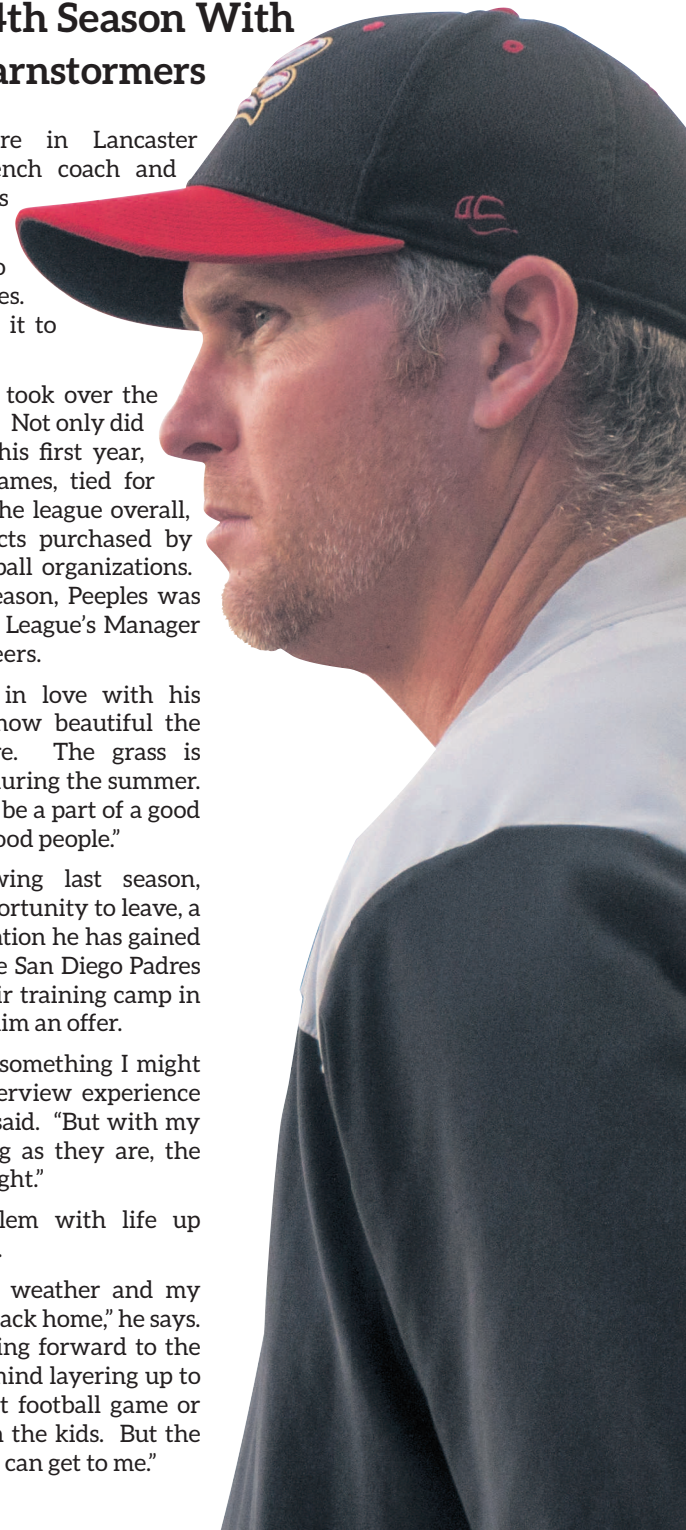 4th Season With
arnstormers
re in Lancaster
ench coach and
s
o
es.
it to
took over the
Not only did
his first year,
ames, tied for
he league overall,
cts purchased by
ball organizations.
eason, Peeples was
League’s Manager
eers.
in love with his
how beautiful the
e. The grass is
during the summer.
be a part of a good
ood people.”
wing last season,
ortunity to leave, a
ntion he has gained
e San Diego Padres
ir training camp in
him an offer.
something I might
erview experience
said. “But with my
g as they are, the
ght.”
lem with life up
.
weather and my
ack home,” he says.
ing forward to the
mind layering up to
t football game or
n the kids. But the
can get to me.”